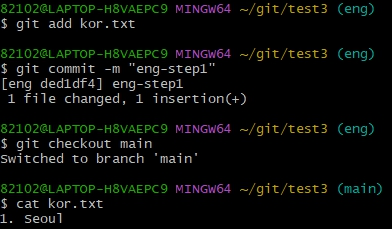 82102@LAPTOP-H8VAEPC9 MINGW64 ~/git/test3 (eng)
$ git add kor.txt
82102@LAPTOP-H8VAEPC9 MINGW64 ~/git/test3 (eng)
$ git commit -m "eng-step1"
[eng ded1df4] eng-step1
 1 file changed, 1 insertion(+)
82102@LAPTOP-H8VAEPC9 MINGW64 ~/git/test3 (eng)
$ git checkout main
Switched to branch 'main'
82102@LAPTOP-H8VAEPC9 MINGW64 ~/git/test3 (main)
$ cat kor.txt
1. Seoul